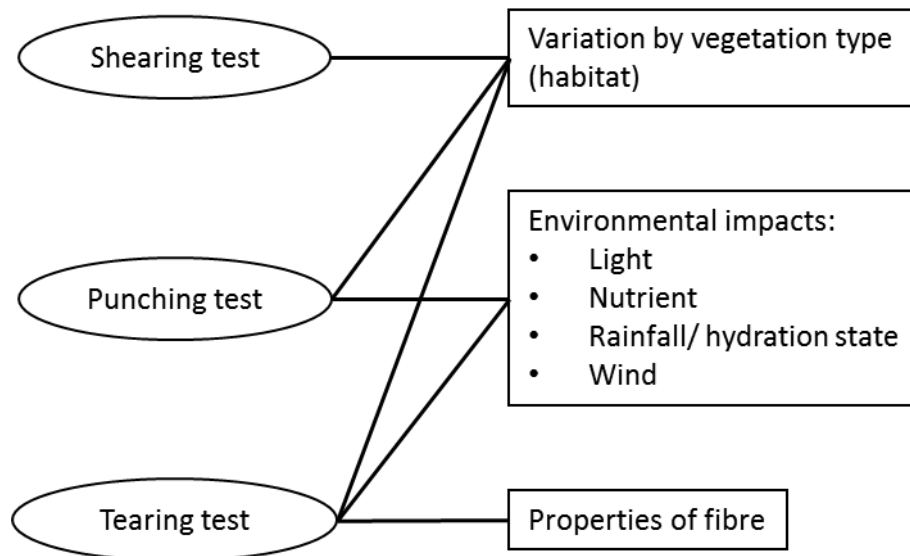 Shearing test
Variation by vegetation type
(habitat)
Punching test
Environmental impacts:
• Light
• Nutrient
• Rainfall/ hydration state
• Wind
Tearing test
Properties of fibre